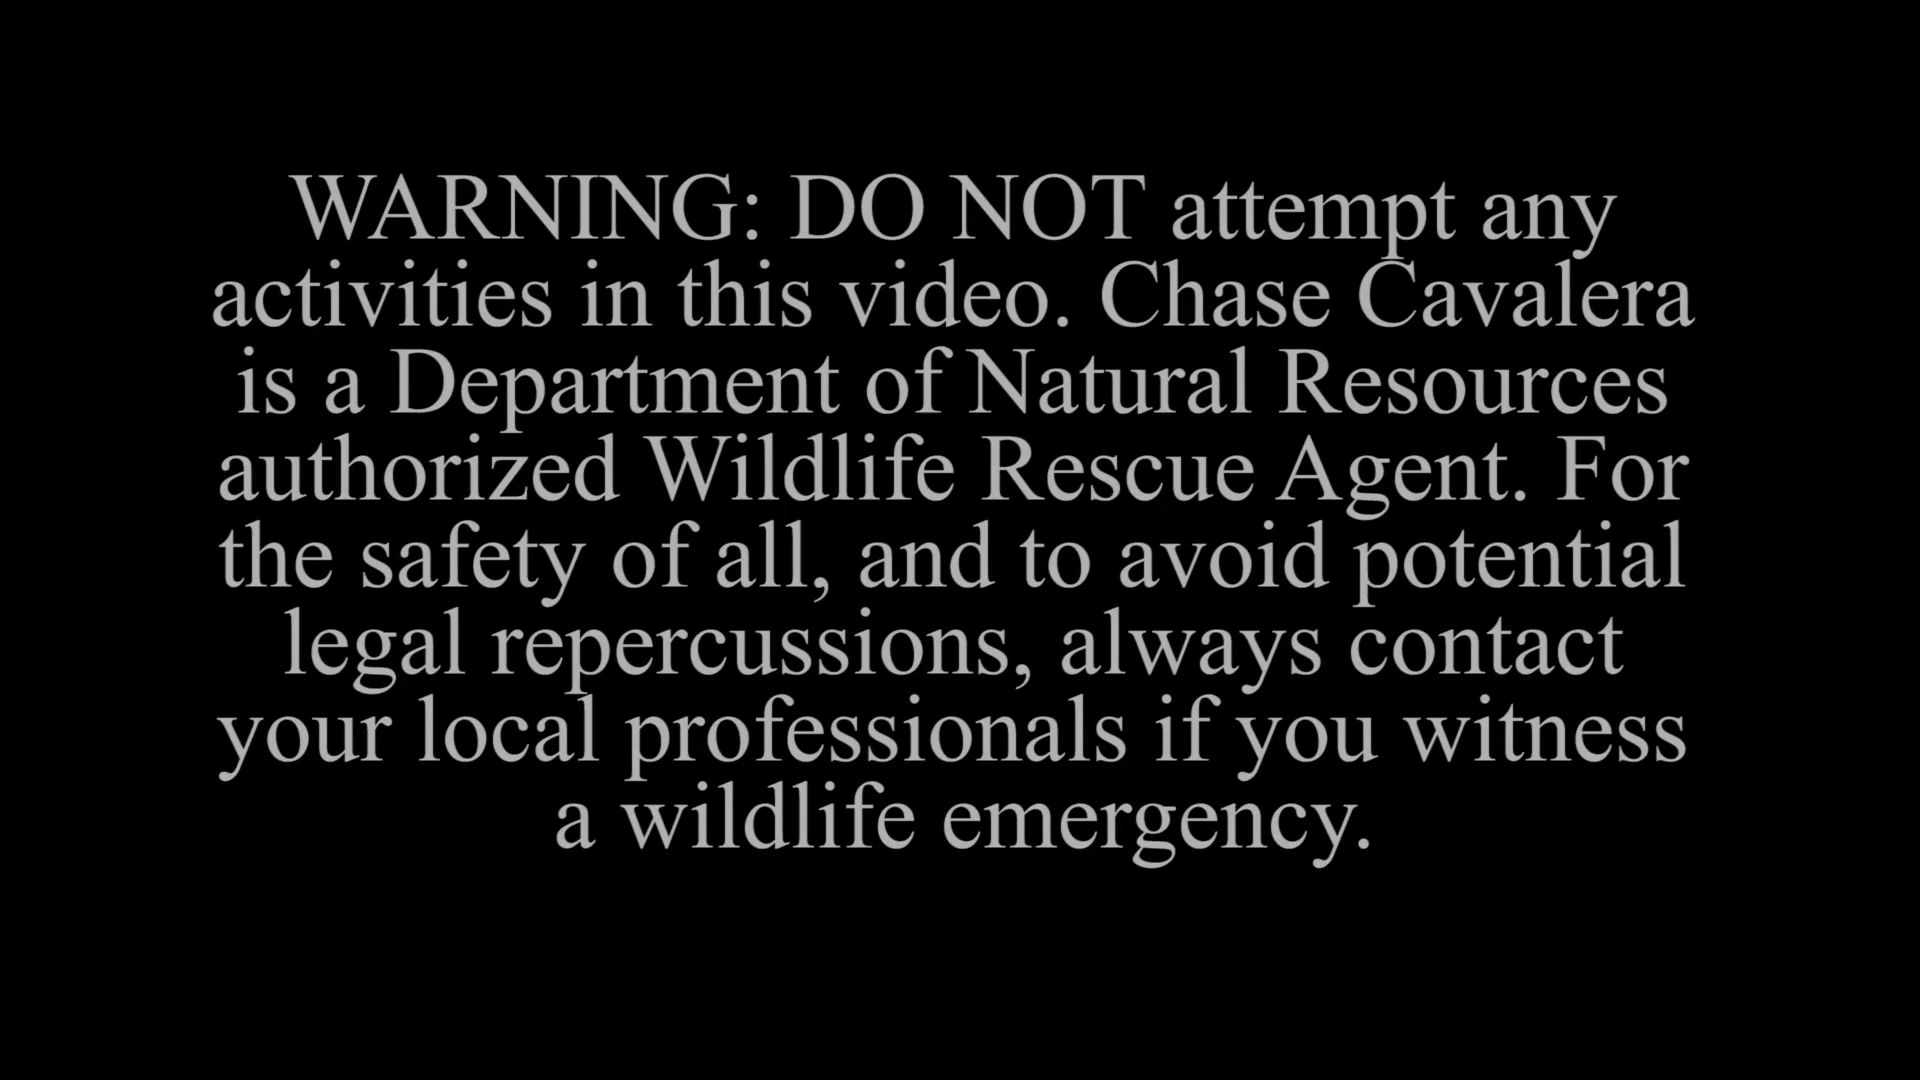 WARNING: DO NOT attempt any
activities in this video. Chase Cavalera
is a Department of Natural Resources
authorized Wildlife Rescue Agent. For
the safety of all, and to avoid potential
legal repercussions, always contact
your local professionals if you witness
a wildlife emergency.